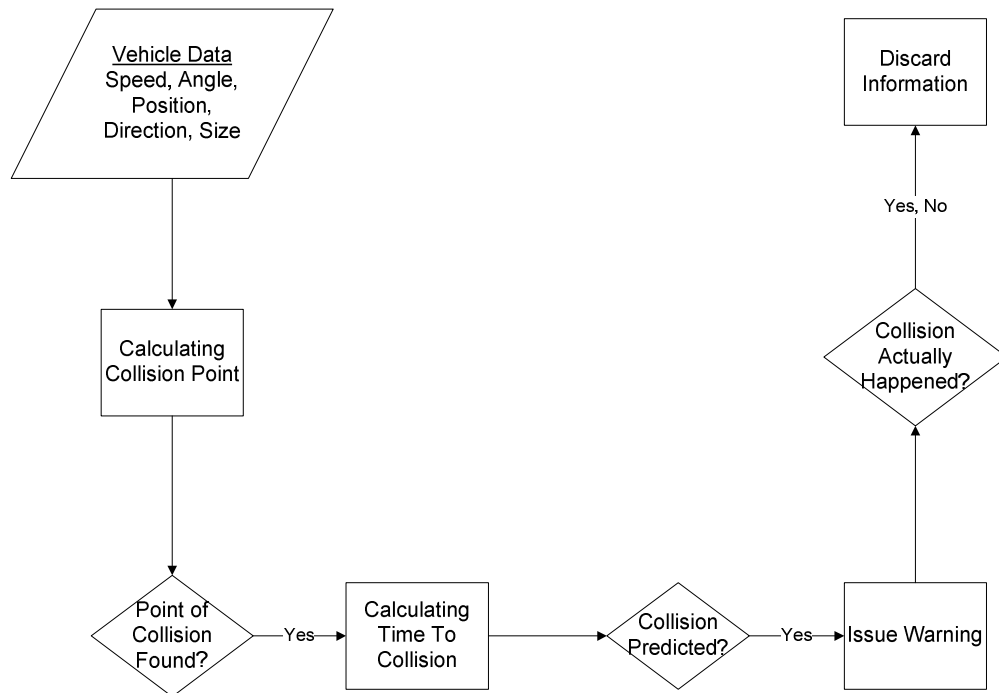 Vehicle Data
Speed, Angle,
Position,
Direction, Size
Calculating
Collision Point
Point of
Collision
Found?
Yes
Calculating
Time To
Collision
Collision
Predicted?
Yes
Issue Warning
Collision
Actually
Happened?
Yes, No
Discard
Information